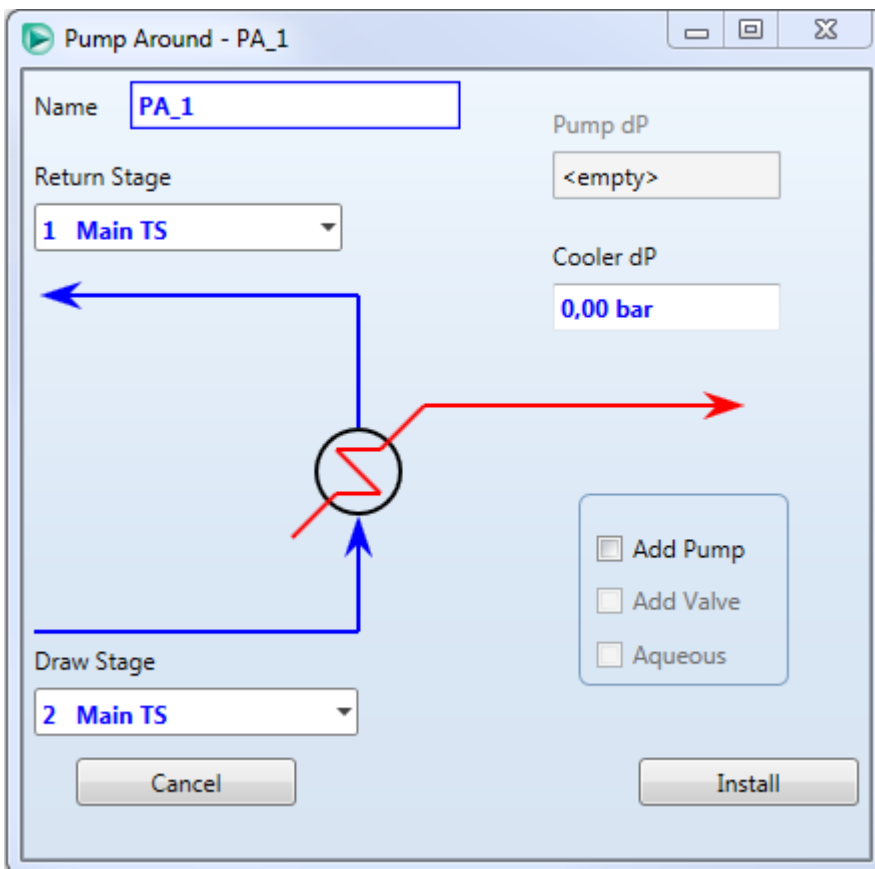 Pump Around - PA_1
Name PA_1
Pump dP
<empty>
Return Stage
1 Main TS
Cooler dP
0,00 bar
Add Pump
Add Valve
Aqueous
Draw Stage
2 Main TS
Cancel Install